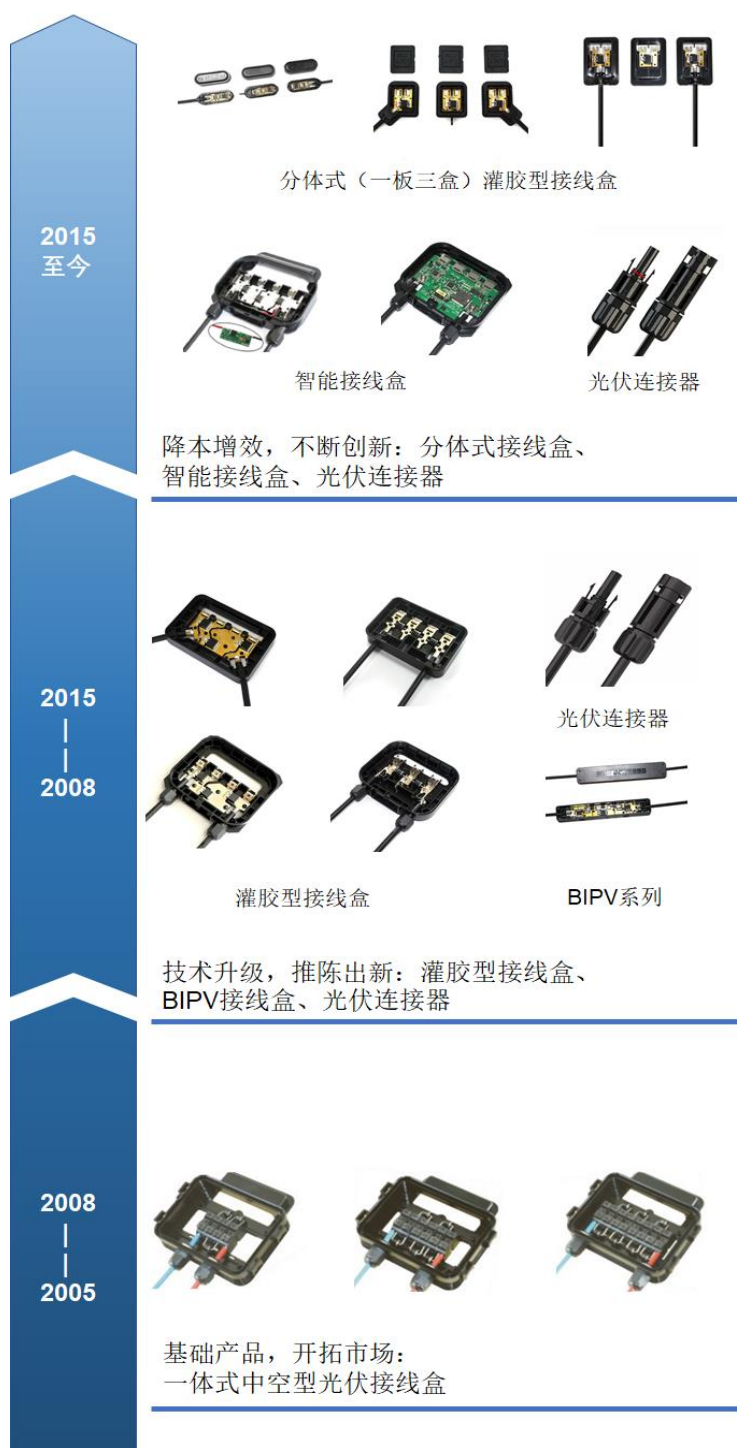 分体式（一板三盒）灌胶型接线盒
2015
至今
智能接线盒
光伏连接器
降本增效，不断创新：分体式接线盒、
智能接线盒、光伏连接器
2015
|
|
2008
光伏连接器
灌胶型接线盒
BIPV系列
技术升级，推陈出新：灌胶型接线盒、
BIPV接线盒、光伏连接器
2008
|
|
2005
基础产品，开拓市场：
一体式中空型光伏接线盒